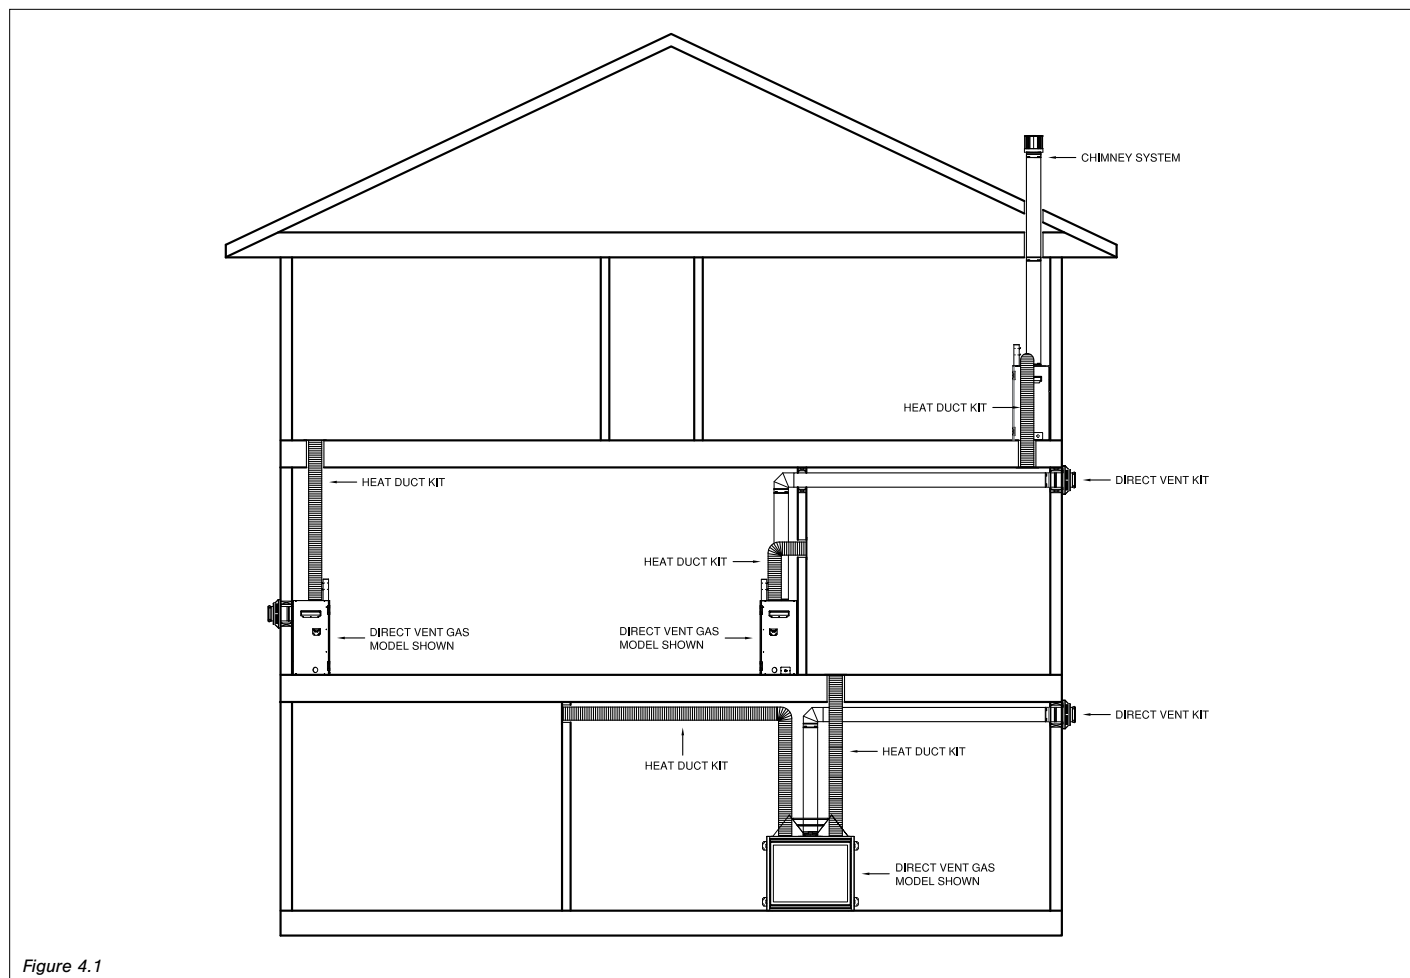 CHIMNEY SYSTEM
HEAT DUCT KIT
HEAT DUCT KIT
DIRECT VENT KIT
HEAT DUCT KIT
DIRECT VENT GAS
MODEL SHOWN
DIRECT VENT GAS
MODEL SHOWN
DIRECT VENT KIT
HEAT DUCT KIT
HEAT DUCT KIT
DIRECT VENT GAS
MODEL SHOWN
Figure 4.1